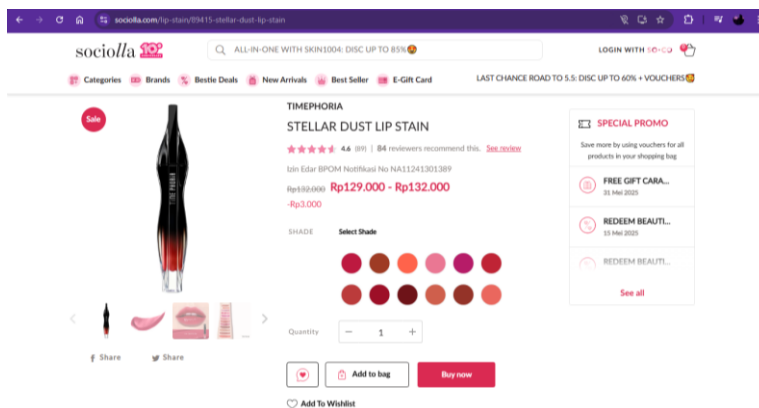 sociolla.com/lip-stain/89415-stellar-dust-lip-stain
sociolla 10
ALL-IN-ONE WITH SKIN1004: DISC UP TO 85%🤩
LOGIN WITH SO-CO
Categories Brands Bestie Deals New Arrivals Best Seller E-Gift Card
LAST CHANCE ROAD TO 5.5: DISC UP TO 60% + VOUCHERS🥰
Sale
TIMEPHORIA
STELLAR DUST LIP STAIN
4.6 (89) | 84 reviewers recommend this. See review
Izin Edar BPOM Notifikasi No NA11241301389
Rp132.000 Rp129.000 - Rp132.000
-Rp3.000
SHADE Select Shade
Quantity − 1 +
Share Share
Add to bag
Buy now
Add To Wishlist
SPECIAL PROMO
Save more by using vouchers for all
products in your shopping bag
FREE GIFT CARA...
31 Mei 2025
REDEEM BEAUTI...
15 Mei 2025
REDEEM BEAUTI...
See all